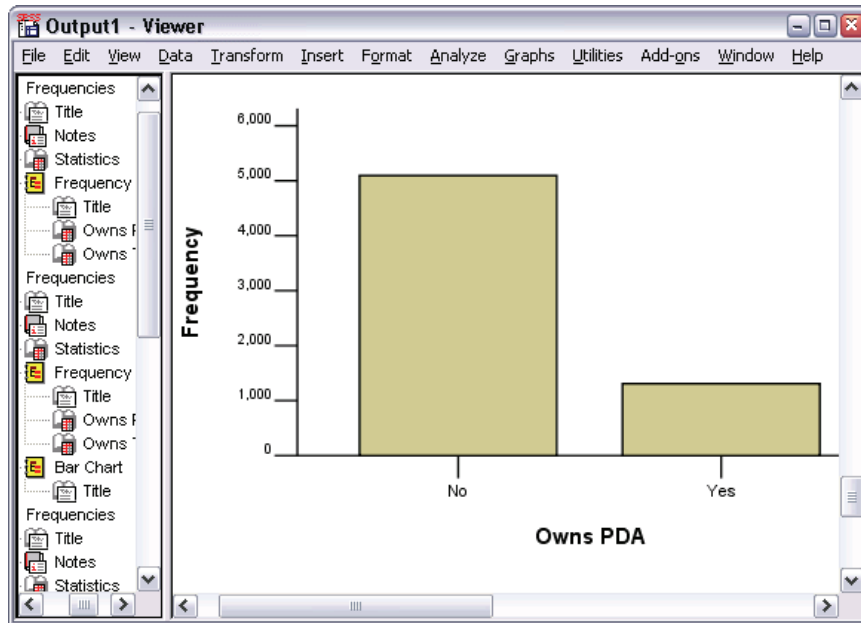 Output1 - Viewer
File Edit View Data Transform Insert Format Analyze Graphs Utilities Add-ons Window Help
Frequencies
Title
Notes
Statistics
Frequency
Title
Owns
Owns
Frequencies
Title
Notes
Statistics
Frequency
Title
Owns
Owns
Bar Chart
Title
Frequencies
Title
Notes
Statistics
Frequency
6,000
5,000
4,000
3,000
2,000
1,000
0
No
Yes
Owns PDA